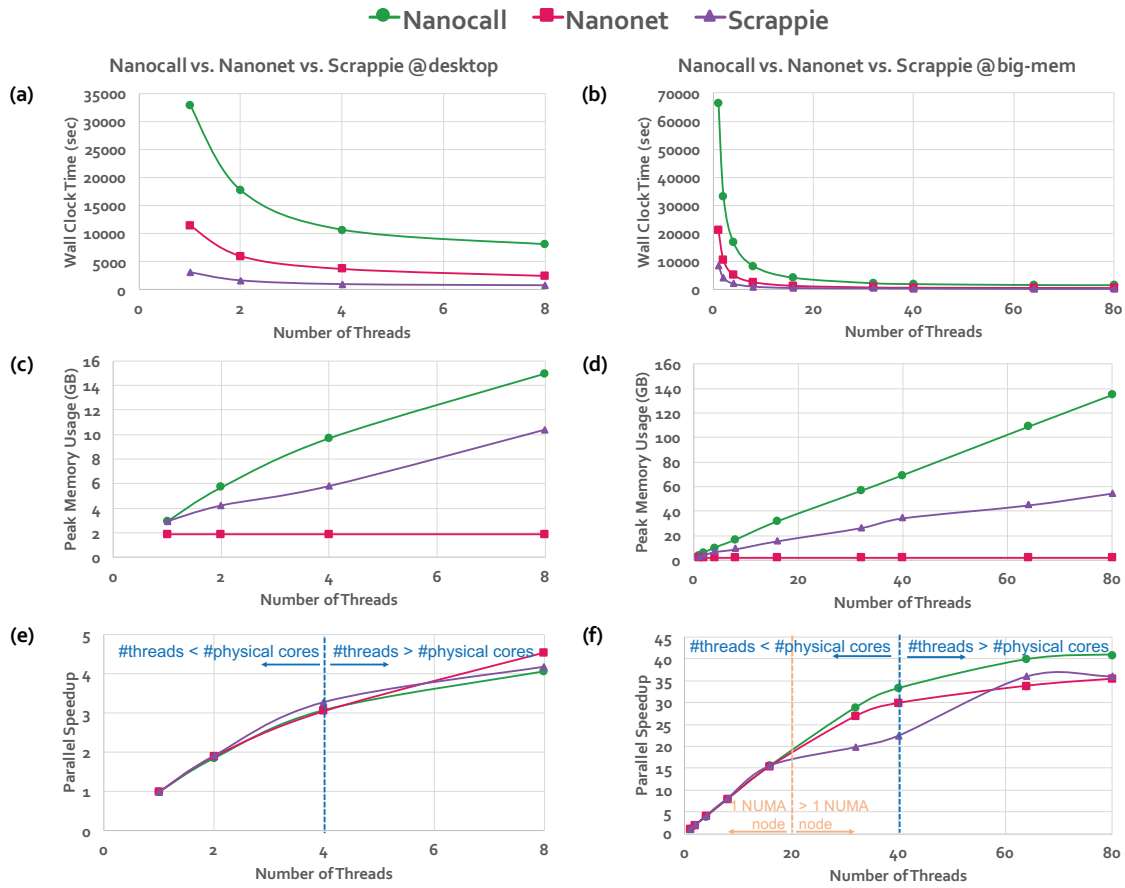 Nanocall Nanonet Scrappie
Nanocall vs. Nanonet vs. Scrappie @desktop
(a)
Wall Clock Time (sec)
35000
30000
25000
20000
15000
10000
5000
0
0 2 4 6 8
Number of Threads
Nanocall vs. Nanonet vs. Scrappie @big-mem
(b)
Wall Clock Time (sec)
70000
60000
50000
40000
30000
20000
10000
0
0 20 40 60 80
Number of Threads
(c)
Peak Memory Usage (GB)
16
14
12
10
8
6
4
2
0
0 2 4 6 8
Number of Threads
(d)
Peak Memory Usage (GB)
160
140
120
100
80
60
40
20
0
0 20 40 60 80
Number of Threads
(e)
Parallel Speedup
5
4
3
2
1
0
#threads < #physical cores
#threads > #physical cores
0 2 4 6 8
Number of Threads
(f)
Parallel Speedup
45
40
35
30
25
20
15
10
5
0
#threads < #physical cores
#threads > #physical cores
1 NUMA
node
> 1 NUMA
node
0 20 40 60 80
Number of Threads